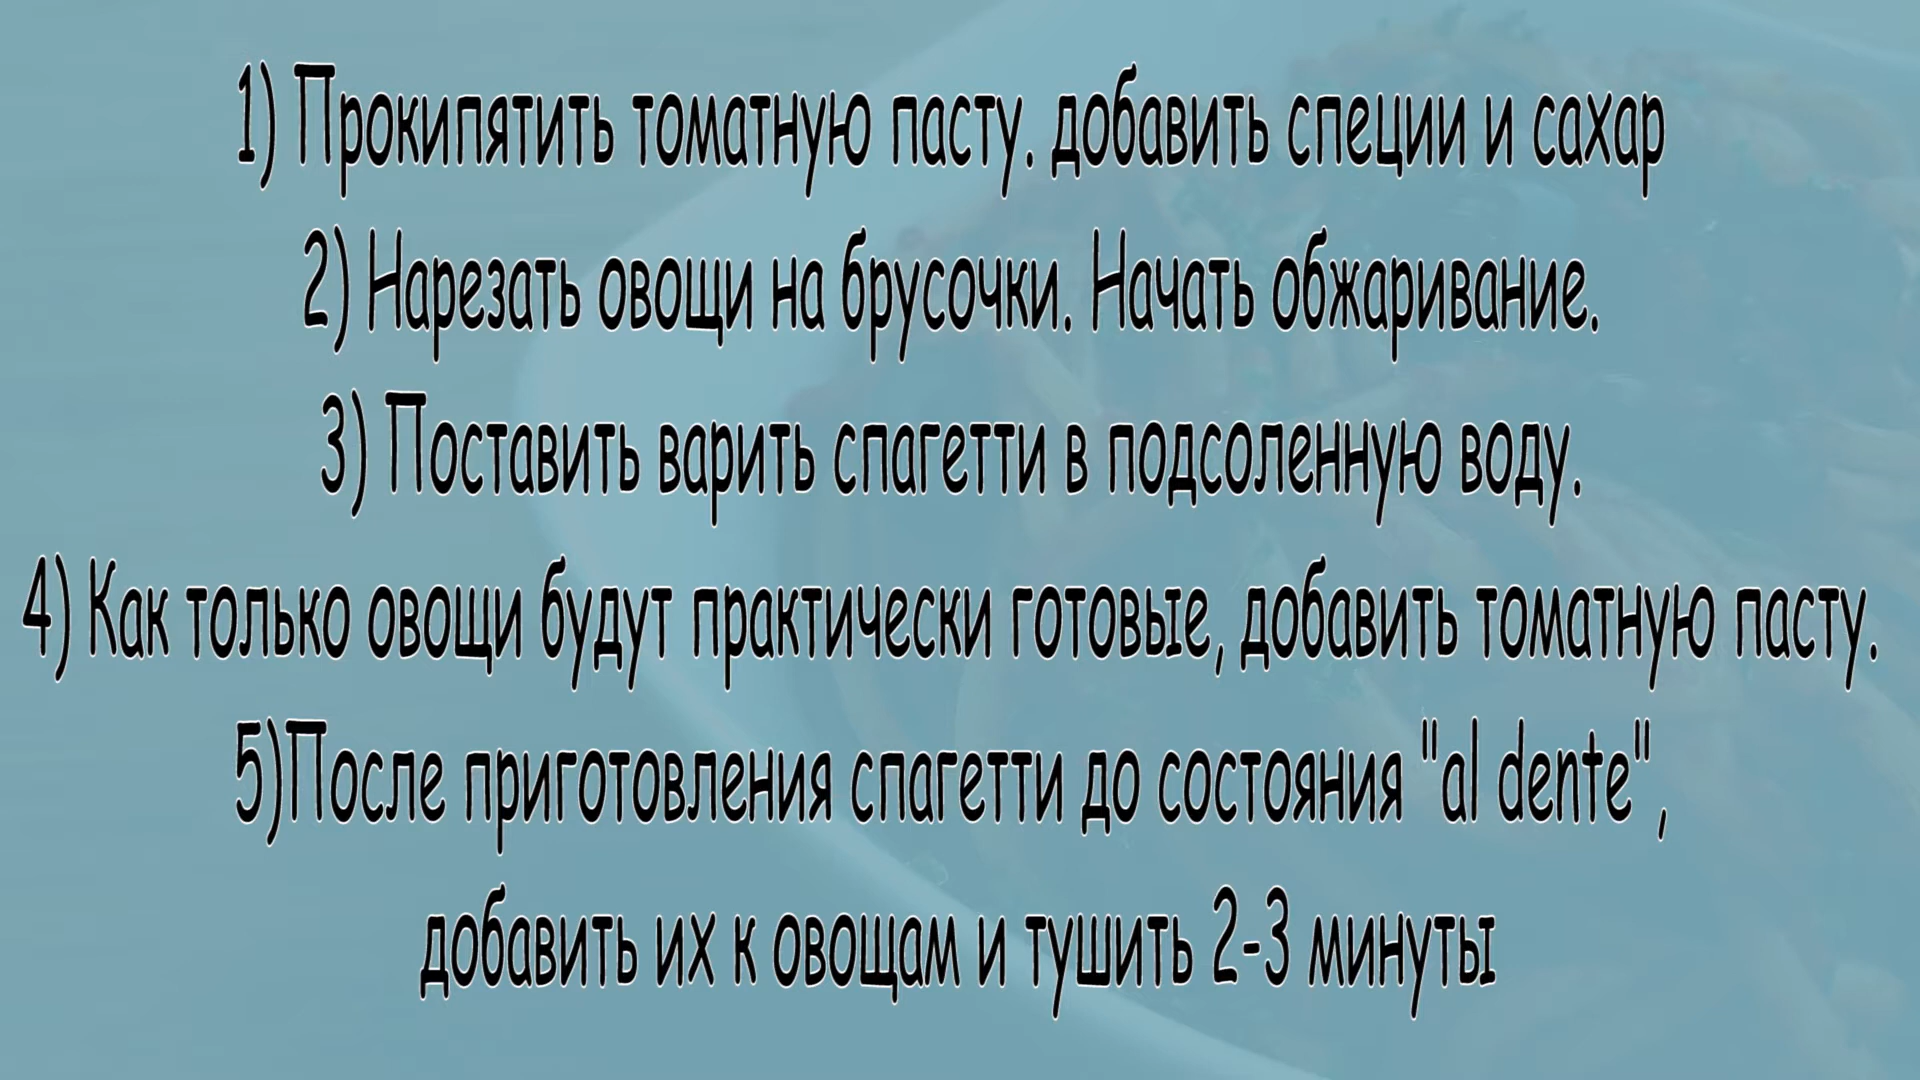 1) Прокипятить томатную пасту. добавить специи и сахар
2) Нарезать овощи на брусочки. Начать обжаривание.
3) Поставить варить спагетти в подсоленную воду.
4) Как только овощи будут практически готовые, добавить томатную пасту.
5)После приготовления спагетти до состояния "al dente",
добавить их к овощам и тушить 2-3 минуты